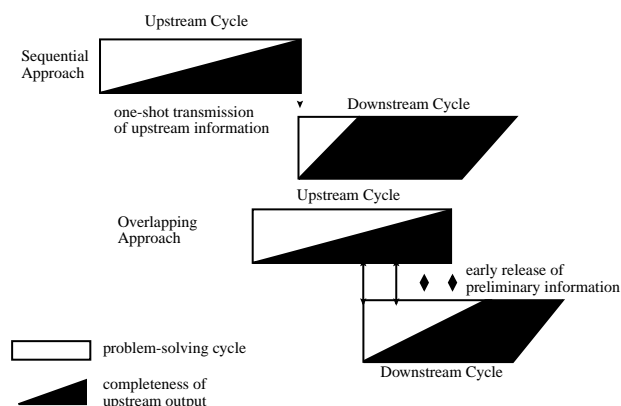 Upstream Cycle
Sequential
Approach
one-shot transmission
of upstream information
Downstream Cycle
Upstream Cycle
Overlapping
Approach
early release of
preliminary information
Downstream Cycle
problem-solving cycle
completeness of
upstream output